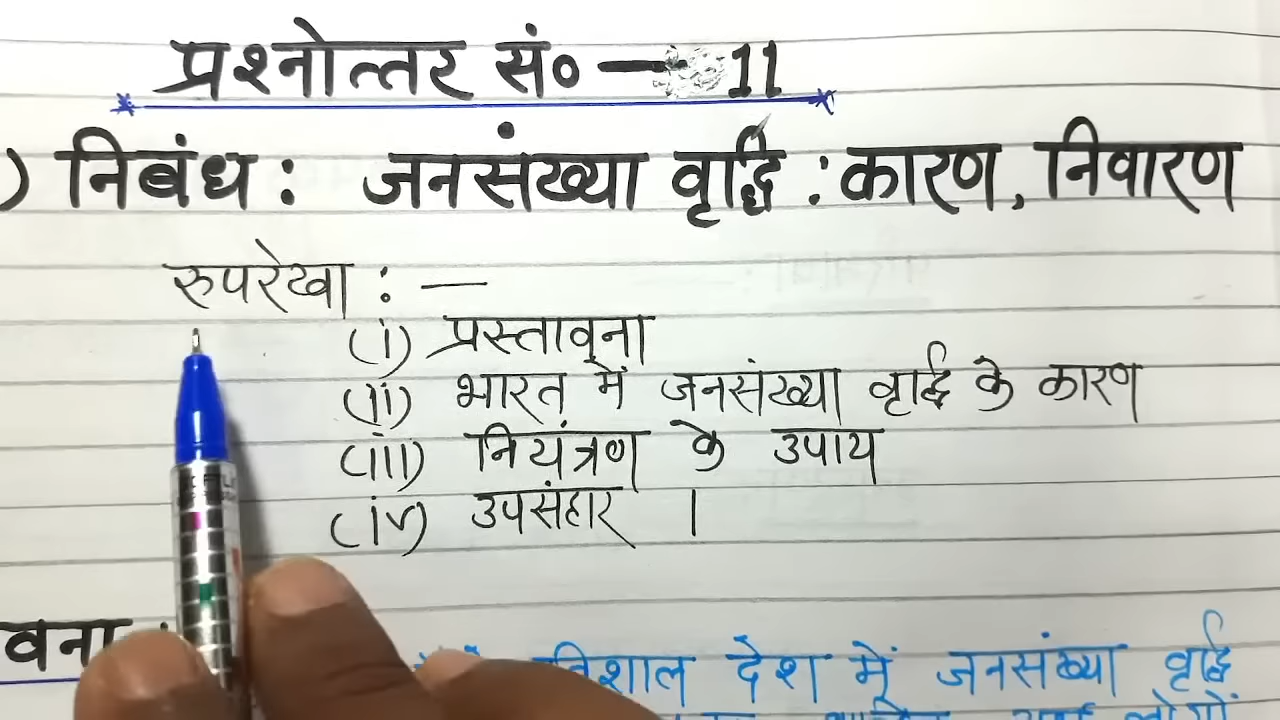 प्रश्नोत्तर सं० — 11
) निबंध : जनसंख्या वृद्धि : कारण, निवारण
रुपरेखा : —
(i) प्रस्तावना
(ii) भारत में जनसंख्या वृद्धि के कारण
(iii) नियंत्रण के उपाय
(iv) उपसंहार ।
वना :
विशाल देश में जनसंख्या वृद्धि